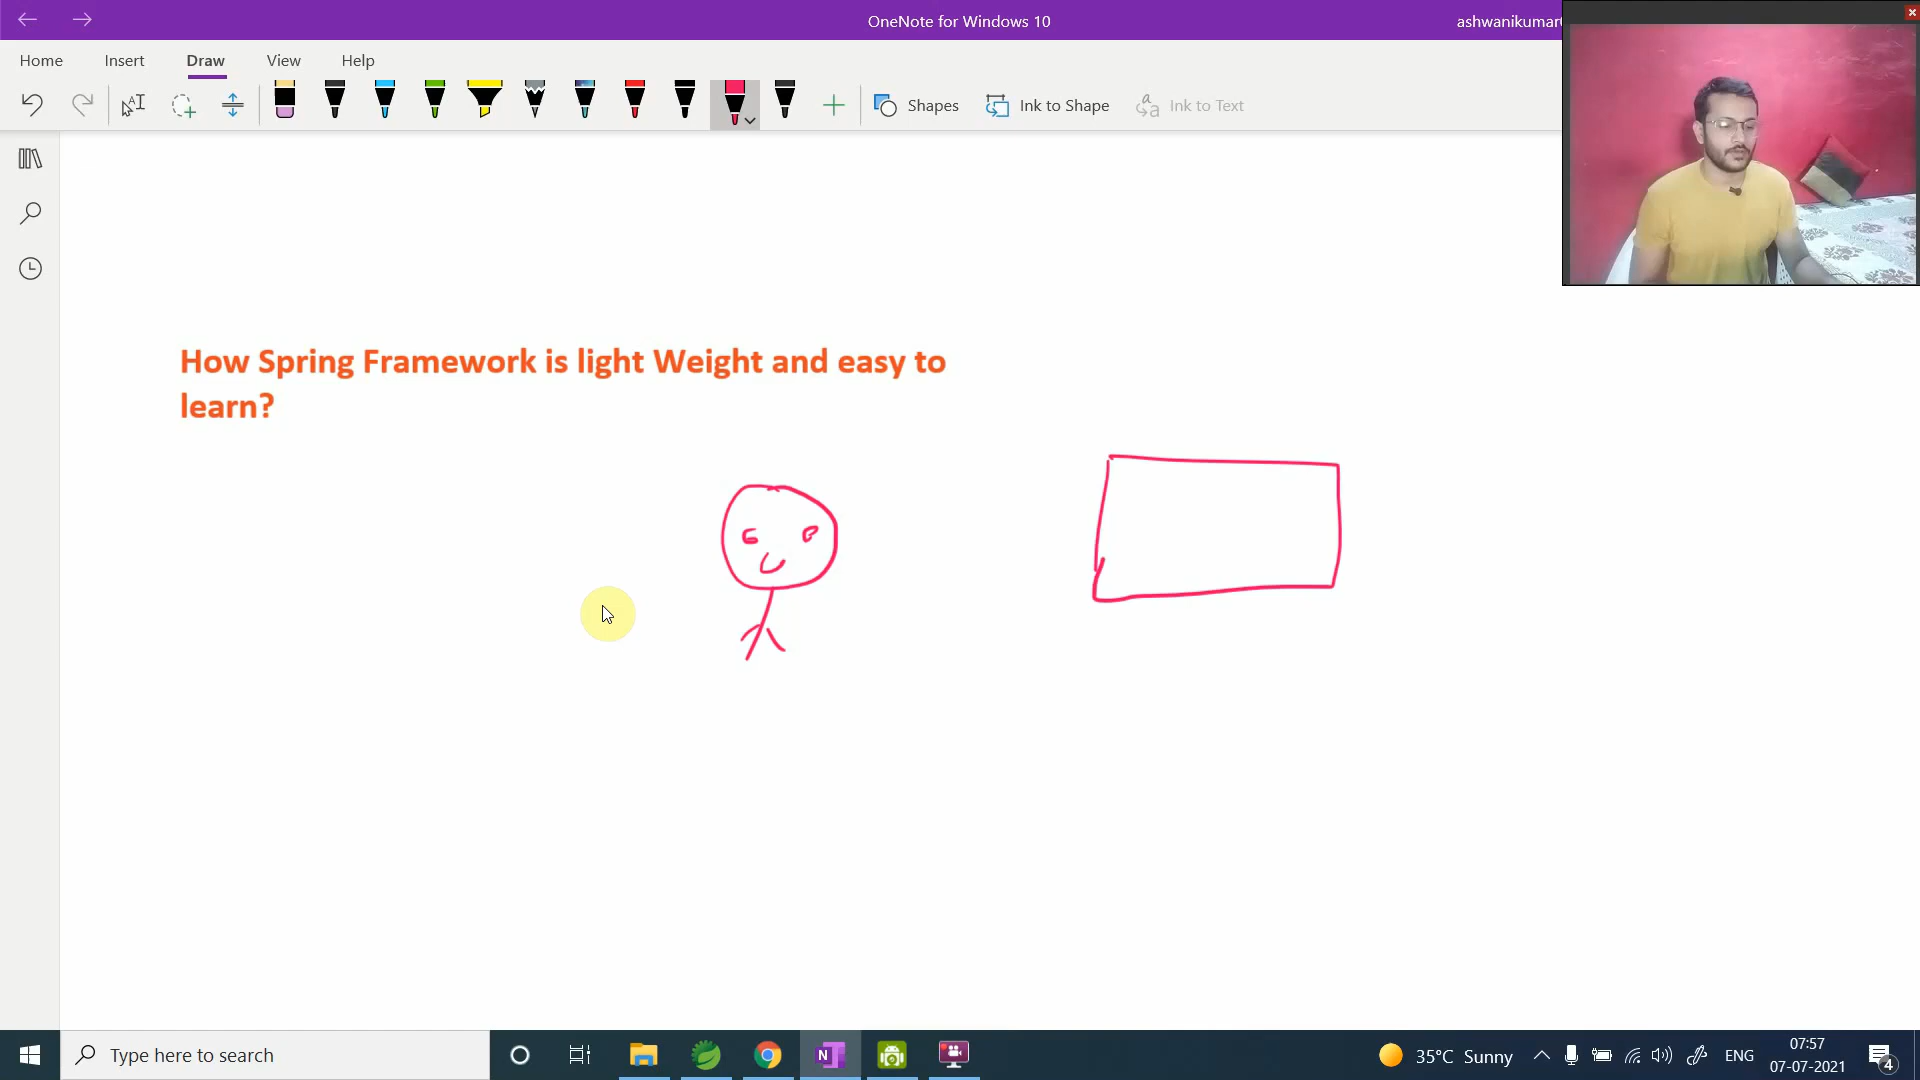 OneNote for Windows 10
ashwanikumar
Home Insert Draw View Help
Shapes Ink to Shape Ink to Text
How Spring Framework is light Weight and easy to
learn?
Type here to search
35°C Sunny
ENG
07:57
07-07-2021
4